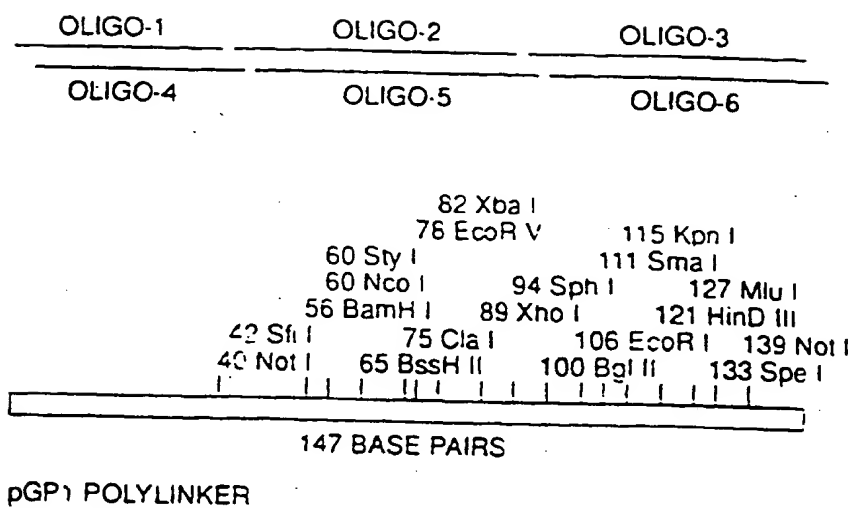 OLIGO-1 OLIGO-2 OLIGO-3
OLIGO-4 OLIGO-5 OLIGO-6
82 Xba I
78 EcoR V 115 Kpn I
60 Sty I 111 Sma I
60 Nco I 94 Sph I 127 Mlu I
56 BamH I 89 Xho I 121 HinD III
42 Sfi I 75 Cla I 106 EcoR I 139 Not I
40 Not I 65 BssH II 100 Bgl II 133 Spe I
147 BASE PAIRS
pGP1 POLYLINKER